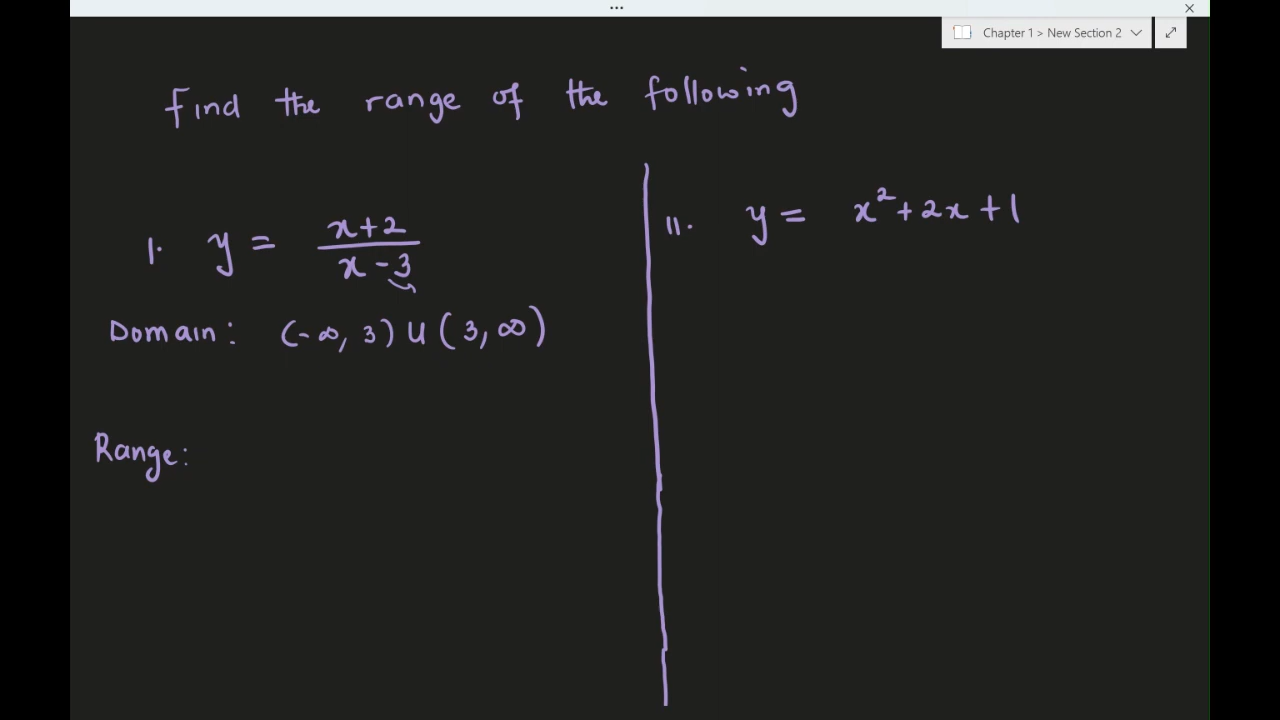 Chapter 1 > New Section 2
Find the range of the following
I. y = x+2 / x-3
Domain: (-∞, 3) U (3, ∞)
Range:
II. y = x²+2x+1